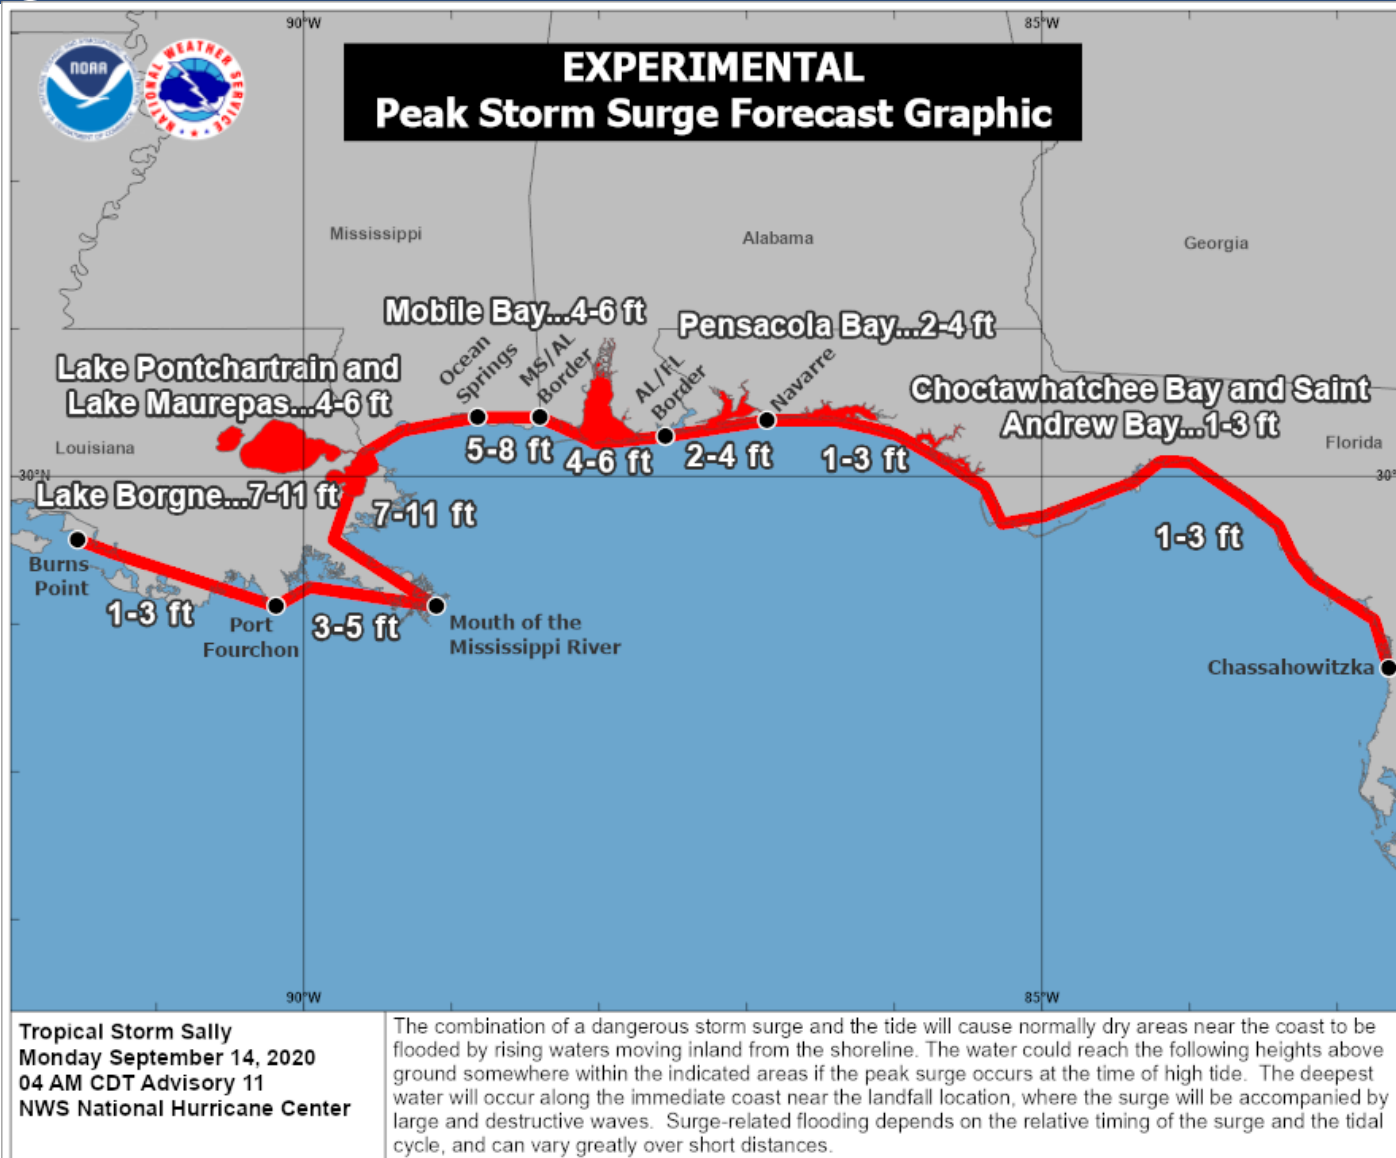 90°W
85°W
NOAA
NATIONAL WEATHER SERVICE
EXPERIMENTAL
Peak Storm Surge Forecast Graphic
Mississippi
Alabama
Georgia
Mobile Bay...4-6 ft
Pensacola Bay...2-4 ft
Ocean
Springs
MS/AL
Border
AL/FL
Border
Navarre
Lake Pontchartrain and
Lake Maurepas...4-6 ft
Choctawhatchee Bay and Saint
Andrew Bay...1-3 ft
Louisiana
Florida
5-8 ft
4-6 ft
2-4 ft
1-3 ft
30°N
30°
Lake Borgne...7-11 ft
7-11 ft
1-3 ft
Burns
Point
1-3 ft
Port
Fourchon
3-5 ft
Mouth of the
Mississippi River
Chassahowitzka
90°W
85°W
Tropical Storm Sally
Monday September 14, 2020
04 AM CDT Advisory 11
NWS National Hurricane Center
The combination of a dangerous storm surge and the tide will cause normally dry areas near the coast to be
flooded by rising waters moving inland from the shoreline. The water could reach the following heights above
ground somewhere within the indicated areas if the peak surge occurs at the time of high tide. The deepest
water will occur along the immediate coast near the landfall location, where the surge will be accompanied by
large and destructive waves. Surge-related flooding depends on the relative timing of the surge and the tidal
cycle, and can vary greatly over short distances.